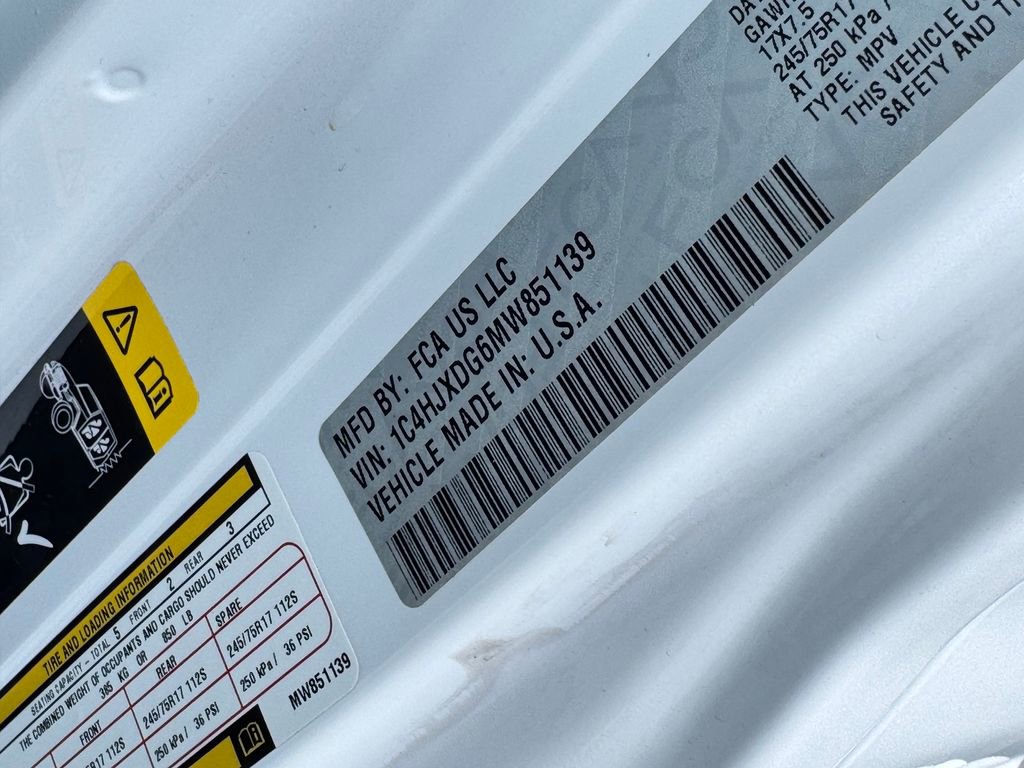 DA
GAWR
17X7.5
245/75R17
AT 250 kPa /
TYPE: MPV
THIS VEHICLE C
SAFETY AND T
MFD BY: FCA US LLC
VIN: 1C4HJXDG6MW851139
VEHICLE MADE IN: U.S.A.
TIRE AND LOADING INFORMATION
SEATING CAPACITY – TOTAL 5 FRONT 2 REAR 3
THE COMBINED WEIGHT OF OCCUPANTS AND CARGO SHOULD NEVER EXCEED
385 KG OR 850 LB
FRONT REAR SPARE
R17 112S 245/75R17 112S 245/75R17 112S
250 kPa / 36 PSI 250 kPa / 36 PSI
MW851139